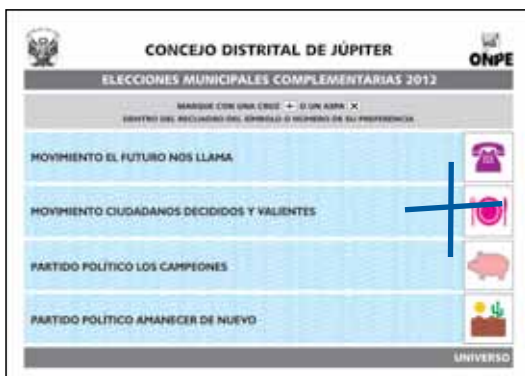 CONCEJO DISTRITAL DE JÚPITER
ONPE
ELECCIONES MUNICIPALES COMPLEMENTARIAS 2012
MARQUE CON UNA CRUZ + O UN ASPA X
DENTRO DEL RECUADRO DEL SÍMBOLO O NÚMERO DE SU PREFERENCIA
MOVIMIENTO EL FUTURO NOS LLAMA
MOVIMIENTO CIUDADANOS DECIDIDOS Y VALIENTES
PARTIDO POLÍTICO LOS CAMPEONES
PARTIDO POLÍTICO AMANECER DE NUEVO
UNIVERSO